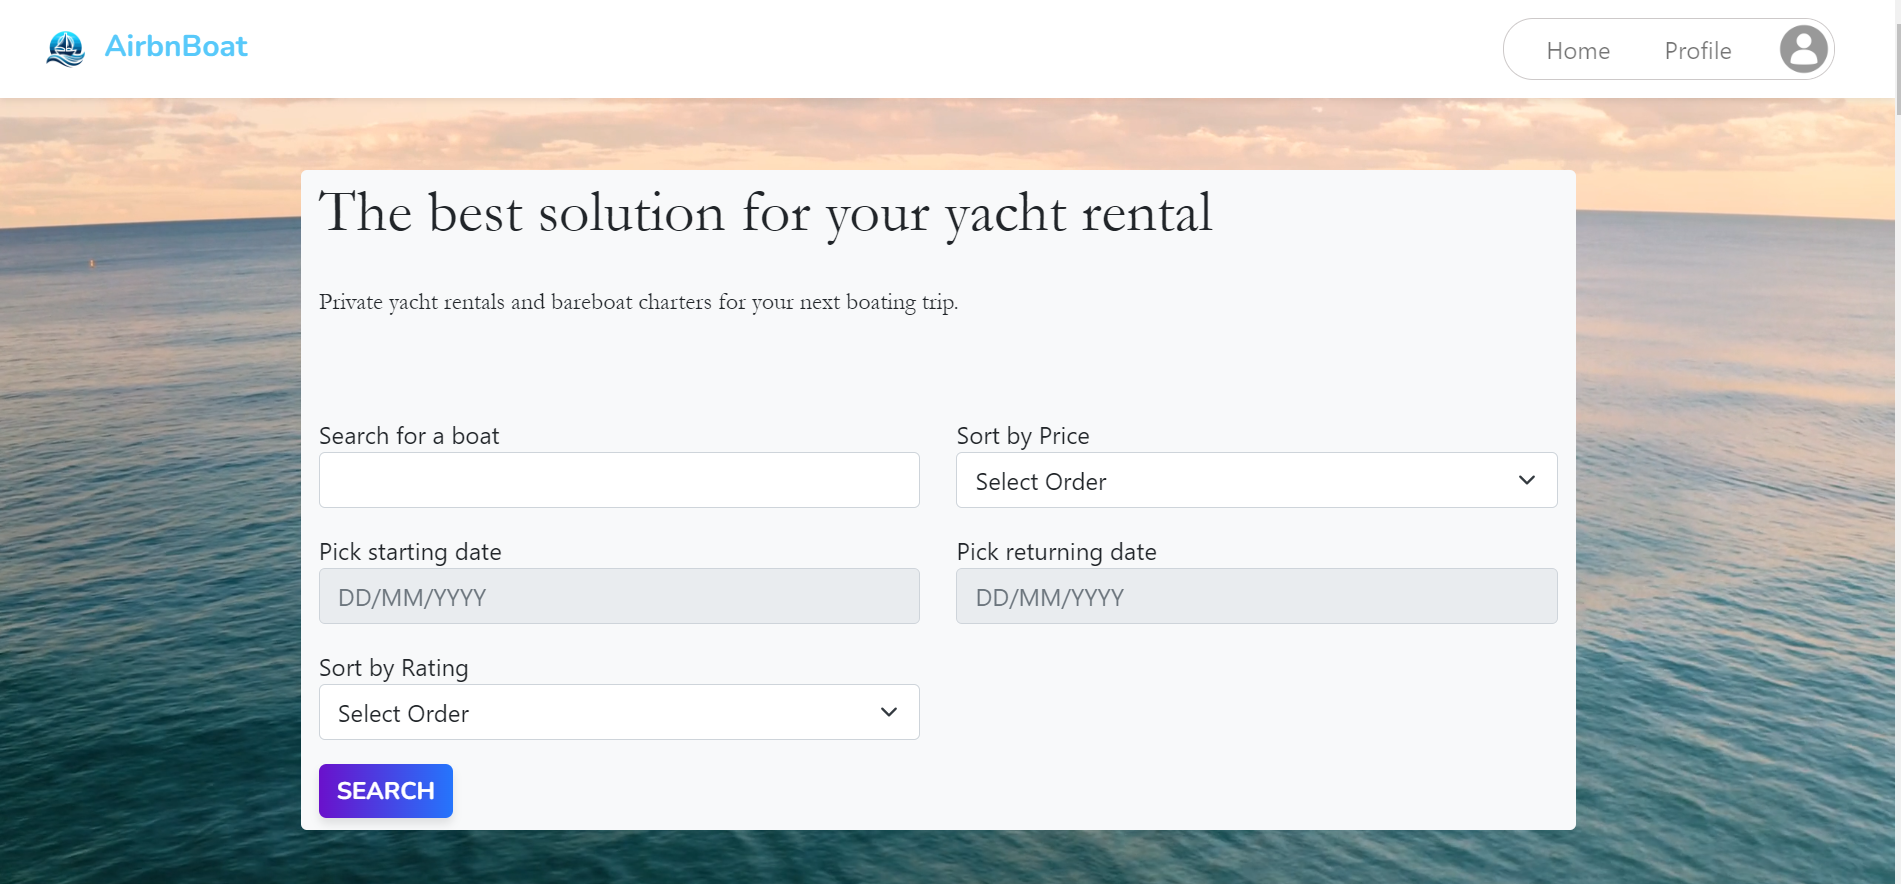 AirbnBoat
Home Profile
The best solution for your yacht rental
Private yacht rentals and bareboat charters for your next boating trip.
Search for a boat
Sort by Price
Select Order
Pick starting date
Pick returning date
DD/MM/YYYY
DD/MM/YYYY
Sort by Rating
Select Order
SEARCH